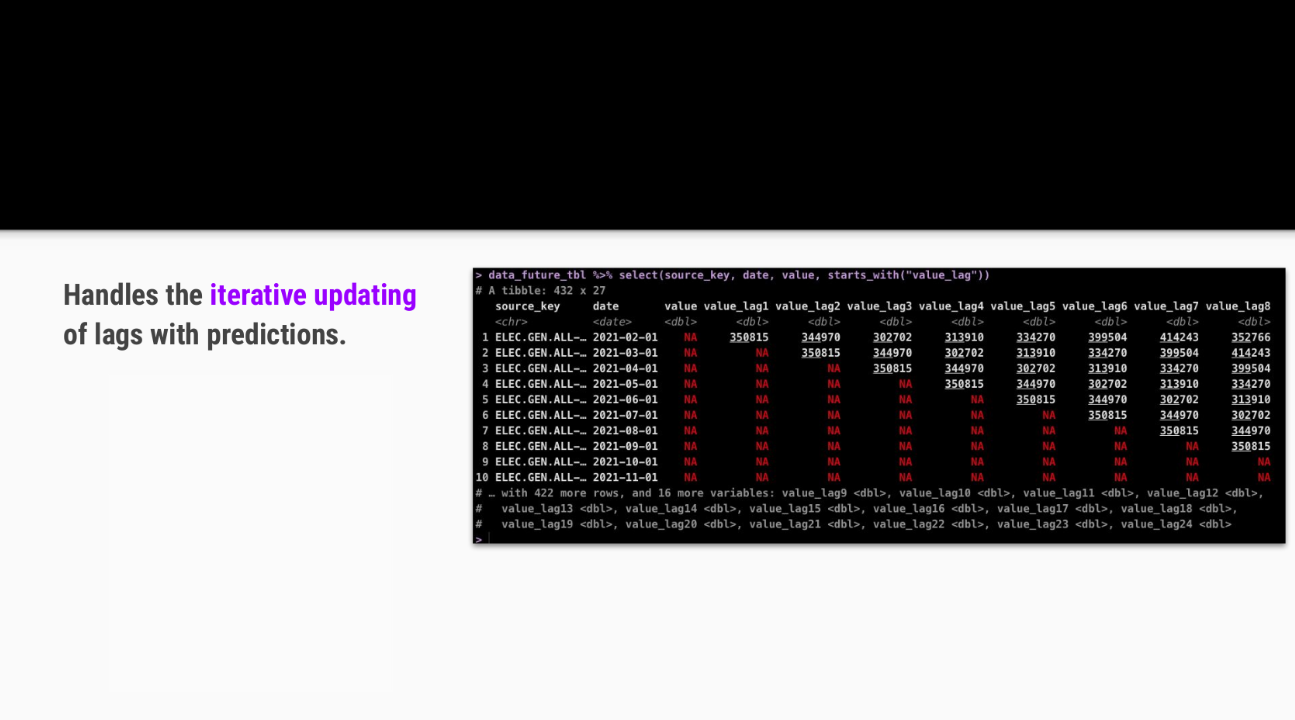 Handles the iterative updating
of lags with predictions.
> data_future_tbl %>% select(source_key, date, value, starts_with("value_lag"))
# A tibble: 432 x 27
source_key date value value_lag1 value_lag2 value_lag3 value_lag4 value_lag5 value_lag6 value_lag7 value_lag8
<chr> <date> <dbl> <dbl> <dbl> <dbl> <dbl> <dbl> <dbl> <dbl> <dbl>
1 ELEC.GEN.ALL-… 2021-02-01 NA 350815 344970 302702 313910 334270 399504 414243 352766
2 ELEC.GEN.ALL-… 2021-03-01 NA NA 350815 344970 302702 313910 334270 399504 414243
3 ELEC.GEN.ALL-… 2021-04-01 NA NA NA 350815 344970 302702 313910 334270 399504
4 ELEC.GEN.ALL-… 2021-05-01 NA NA NA NA 350815 344970 302702 313910 334270
5 ELEC.GEN.ALL-… 2021-06-01 NA NA NA NA NA 350815 344970 302702 313910
6 ELEC.GEN.ALL-… 2021-07-01 NA NA NA NA NA NA 350815 344970 302702
7 ELEC.GEN.ALL-… 2021-08-01 NA NA NA NA NA NA NA 350815 344970
8 ELEC.GEN.ALL-… 2021-09-01 NA NA NA NA NA NA NA NA 350815
9 ELEC.GEN.ALL-… 2021-10-01 NA NA NA NA NA NA NA NA NA
10 ELEC.GEN.ALL-… 2021-11-01 NA NA NA NA NA NA NA NA NA
# … with 422 more rows, and 16 more variables: value_lag9 <dbl>, value_lag10 <dbl>, value_lag11 <dbl>, value_lag12 <dbl>,
# value_lag13 <dbl>, value_lag14 <dbl>, value_lag15 <dbl>, value_lag16 <dbl>, value_lag17 <dbl>, value_lag18 <dbl>,
# value_lag19 <dbl>, value_lag20 <dbl>, value_lag21 <dbl>, value_lag22 <dbl>, value_lag23 <dbl>, value_lag24 <dbl>
>